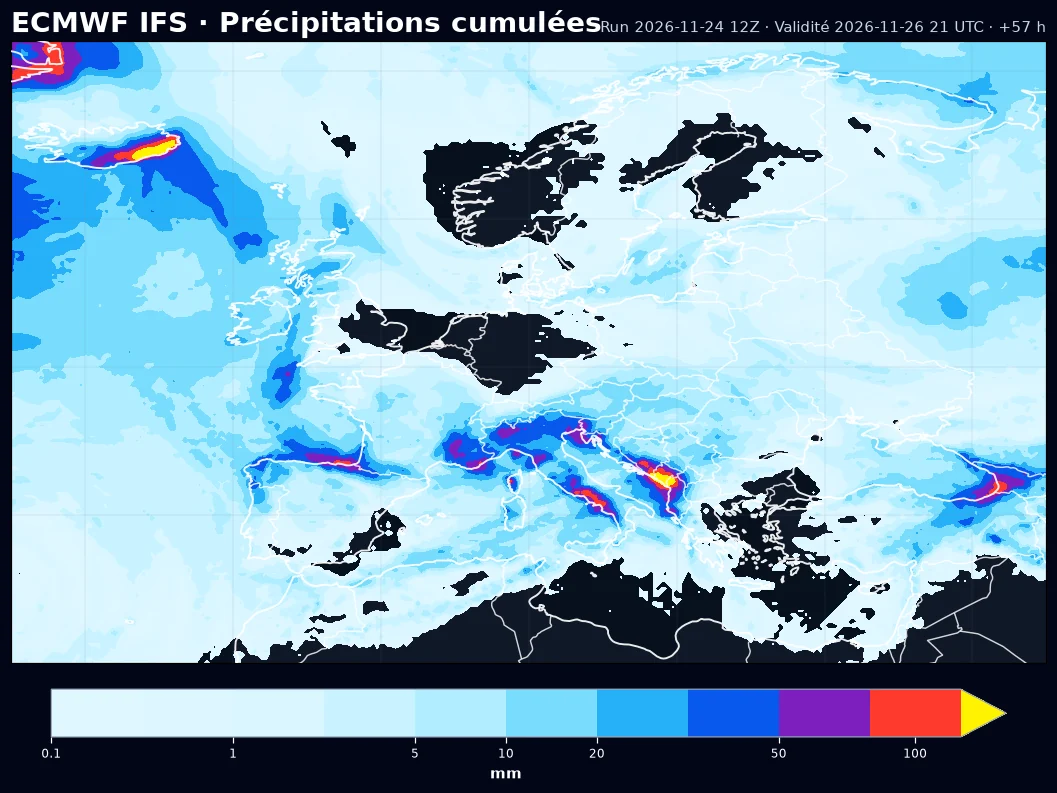 ECMWF IFS · Précipitations cumulées
Run 2026-11-24 12Z · Validité 2026-11-26 21 UTC · +57 h
0.1 1 5 10 20 50 100
mm